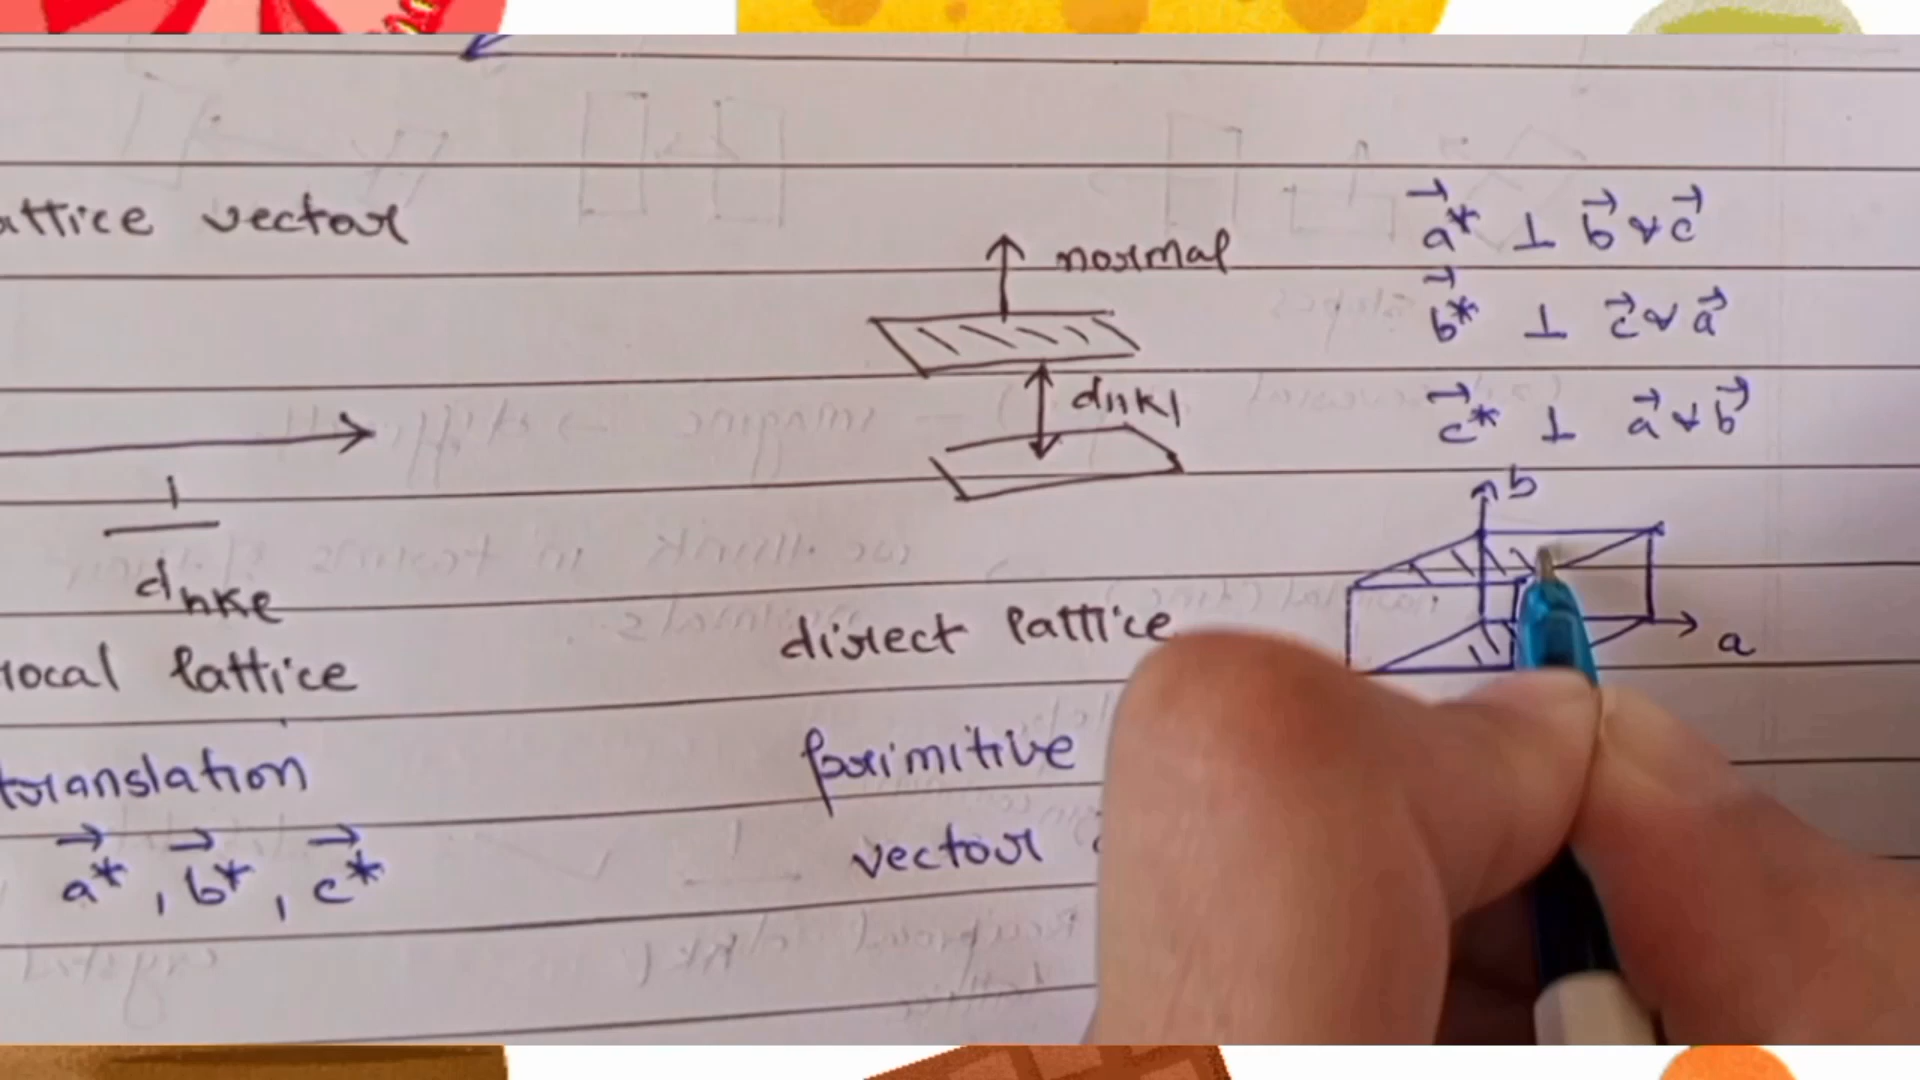 attice vector
normal
a* ⊥ b & c
b* ⊥ c & a
c* ⊥ a & b
dhkl
1
dhkl
b
a
rocal lattice
direct lattice
translation
primitive
vector
a*, b*, c*